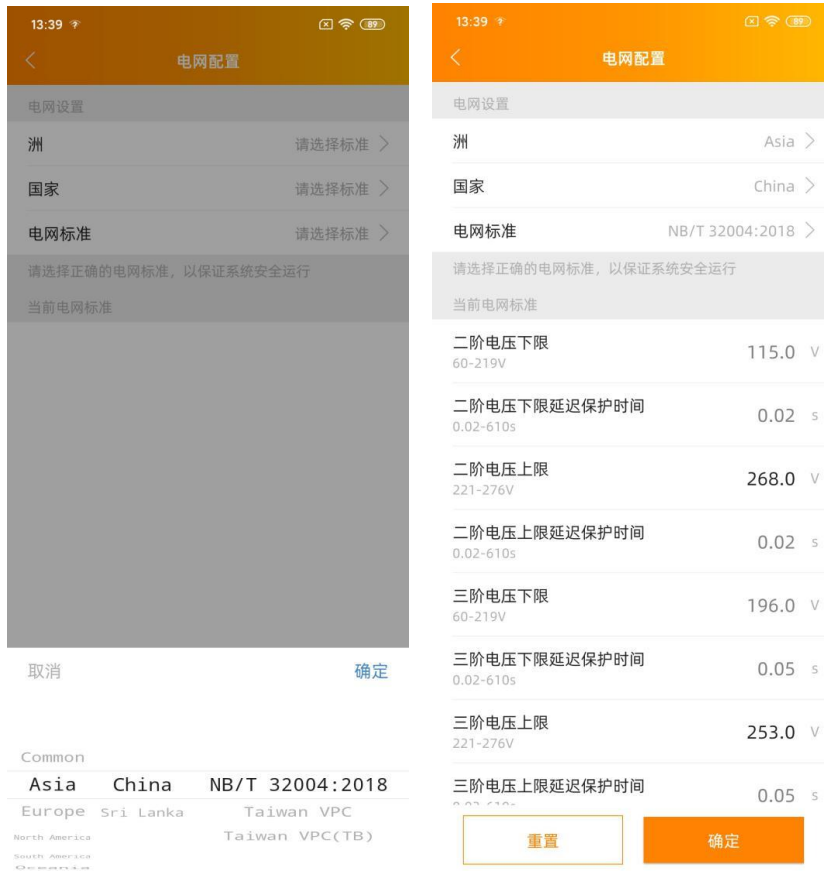 13:39
89
电网配置
电网设置
洲 请选择标准
国家 请选择标准
电网标准 请选择标准
请选择正确的电网标准，以保证系统安全运行
当前电网标准
取消 确定
Common
Asia China NB/T 32004:2018
Europe Sri Lanka Taiwan VPC
North America Taiwan VPC(TB)
South America
Oceania
13:39
89
电网配置
电网设置
洲 Asia
国家 China
电网标准 NB/T 32004:2018
请选择正确的电网标准，以保证系统安全运行
当前电网标准
二阶电压下限
60-219V
115.0 V
二阶电压下限延迟保护时间
0.02-610s
0.02 s
二阶电压上限
221-276V
268.0 V
二阶电压上限延迟保护时间
0.02-610s
0.02 s
三阶电压下限
60-219V
196.0 V
三阶电压下限延迟保护时间
0.02-610s
0.05 s
三阶电压上限
221-276V
253.0 V
三阶电压上限延迟保护时间
0.02-610s
0.05 s
重置 确定